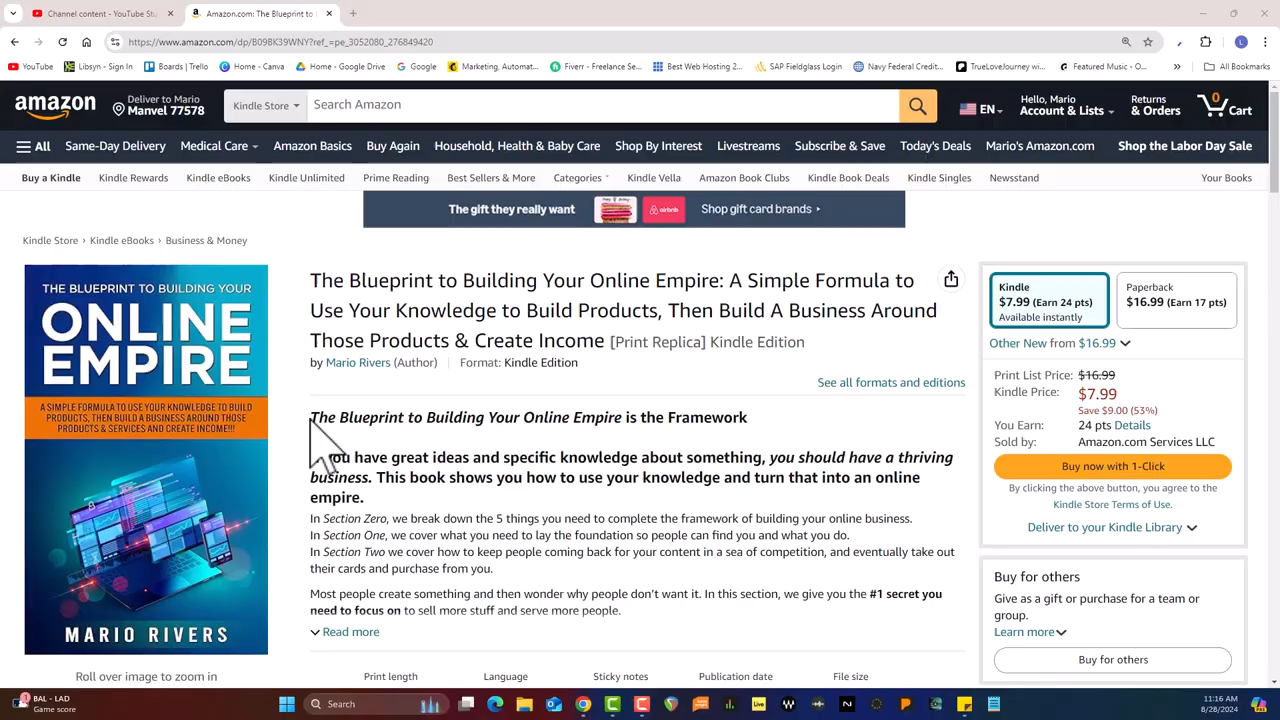 Channel content - YouTube Stu
Amazon.com: The Blueprint to
https://www.amazon.com/dp/B09BK39WNY?ref_=pe_3052080_276849420
YouTube
Libsyn - Sign In
Boards | Trello
Home - Canva
Home - Google Drive
Google
Marketing, Automat...
Fiverr - Freelance Se...
Best Web Hosting 2...
SAP Fieldglass Login
Navy Federal Credit...
TrueLoveJourney wi...
Featured Music - O...
All Bookmarks
amazon
Deliver to Mario
Manvel 77578
Kindle Store
Search Amazon
EN
Hello, Mario
Account & Lists
Returns
& Orders
0
Cart
All Same-Day Delivery Medical Care Amazon Basics Buy Again Household, Health & Baby Care Shop By Interest Livestreams Subscribe & Save Today's Deals Mario's Amazon.com Shop the Labor Day Sale
Buy a Kindle Kindle Rewards Kindle eBooks Kindle Unlimited Prime Reading Best Sellers & More Categories Kindle Vella Amazon Book Clubs Kindle Book Deals Kindle Singles Newsstand Your Books
The gift they really want airbnb Shop gift card brands ›
Kindle Store › Kindle eBooks › Business & Money
THE BLUEPRINT TO BUILDING YOUR
ONLINE
EMPIRE
A SIMPLE FORMULA TO USE YOUR KNOWLEDGE TO BUILD
PRODUCTS, THEN BUILD A BUSINESS AROUND THOSE
PRODUCTS & SERVICES AND CREATE INCOME!!!
MARIO RIVERS
Roll over image to zoom in
The Blueprint to Building Your Online Empire: A Simple Formula to
Use Your Knowledge to Build Products, Then Build A Business Around
Those Products & Create Income [Print Replica] Kindle Edition
by Mario Rivers (Author) Format: Kindle Edition
See all formats and editions
The Blueprint to Building Your Online Empire is the Framework
you have great ideas and specific knowledge about something, you should have a thriving
business. This book shows you how to use your knowledge and turn that into an online
empire.
In Section Zero, we break down the 5 things you need to complete the framework of building your online business.
In Section One, we cover what you need to lay the foundation so people can find you and what you do.
In Section Two we cover how to keep people coming back for your content in a sea of competition, and eventually take out
their cards and purchase from you.
Most people create something and then wonder why people don't want it. In this section, we give you the #1 secret you
need to focus on to sell more stuff and serve more people.
Read more
Print length Language Sticky notes Publication date File size
Kindle
$7.99 (Earn 24 pts)
Available instantly
Paperback
$16.99 (Earn 17 pts)
Other New from $16.99
Print List Price: $16.99
Kindle Price: $7.99
Save $9.00 (53%)
You Earn: 24 pts Details
Sold by: Amazon.com Services LLC
Buy now with 1-Click
By clicking the above button, you agree to the
Kindle Store Terms of Use.
Deliver to your Kindle Library
Buy for others
Give as a gift or purchase for a team or
group.
Learn more
Buy for others
1
BAL - LAD
Game score
Search
11:16 AM
8/28/2024